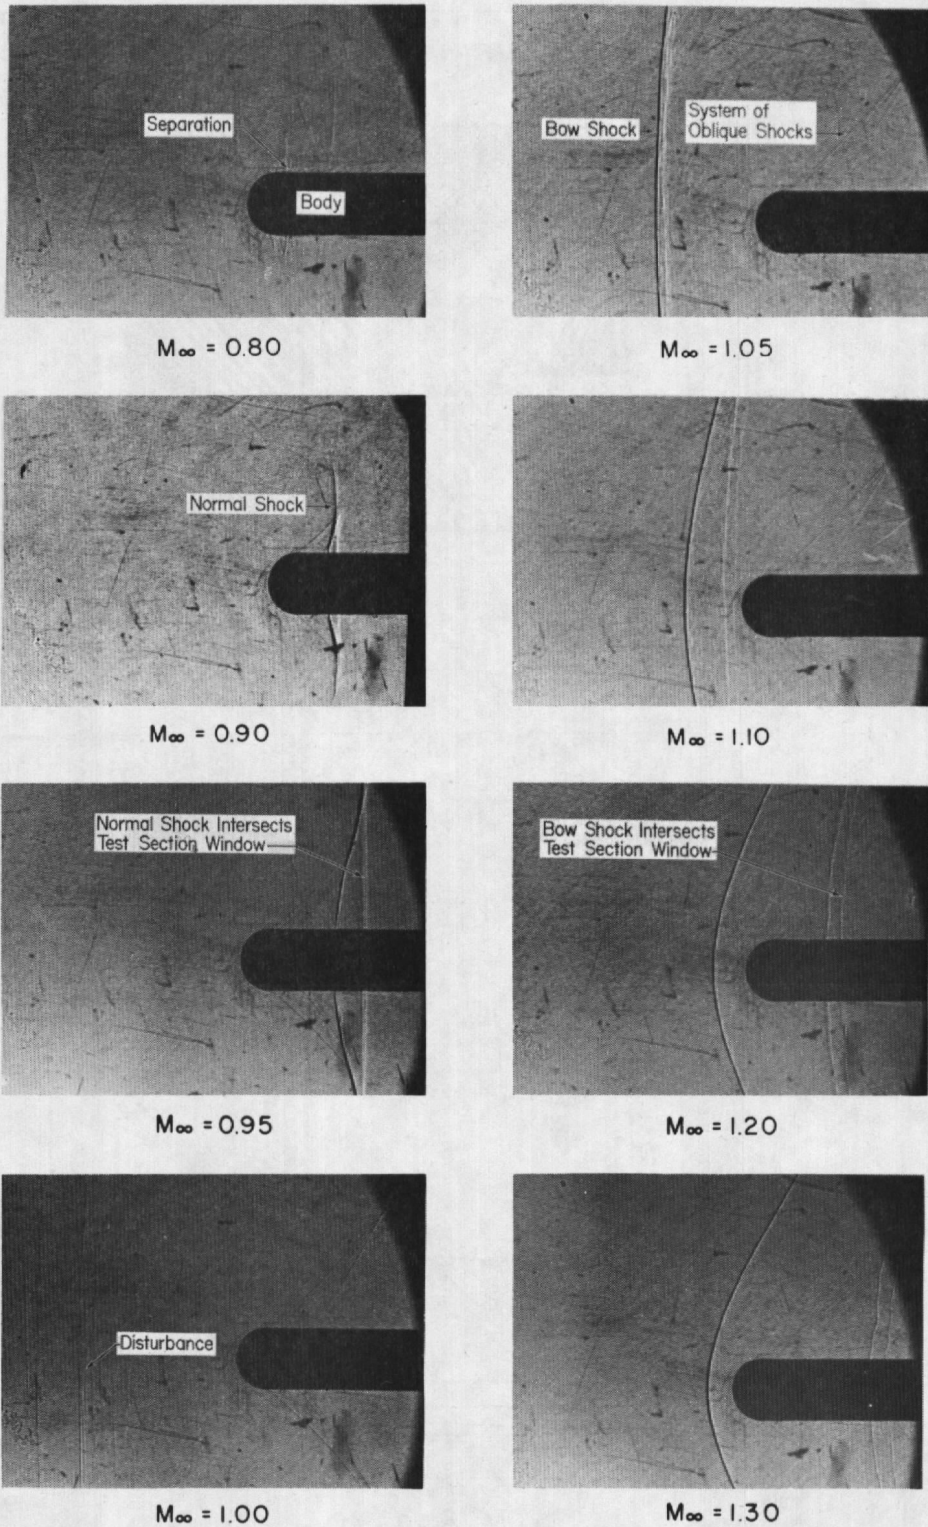 Separation
Body
M∞ = 0.80
Bow Shock
System of
Oblique Shocks
M∞ = 1.05
Normal Shock
M∞ = 0.90
M∞ = 1.10
Normal Shock Intersects
Test Section Window
M∞ = 0.95
Bow Shock Intersects
Test Section Window
M∞ = 1.20
Disturbance
M∞ = 1.00
M∞ = 1.30